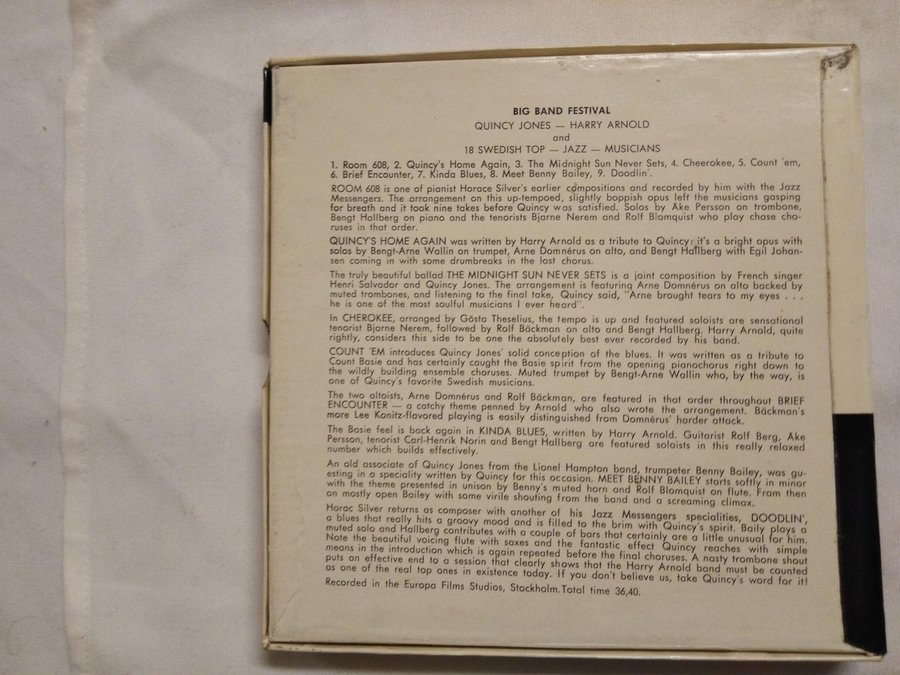 BIG BAND FESTIVAL
QUINCY JONES — HARRY ARNOLD
and
18 SWEDISH TOP — JAZZ — MUSICIANS
1. Room 608, 2. Quincy's Home Again, 3. The Midnight Sun Never Sets, 4. Cheerokee, 5. Count 'em,
6. Brief Encounter, 7. Kinda Blues, 8. Meet Benny Bailey, 9. Doodlin'.
ROOM 608 is one of pianist Horace Silver's earlier compositions and recorded by him with the Jazz
Messengers. The arrangement on this up-tempoed, slightly boppish opus left the musicians gasping
for breath and it took nine takes before Quincy was satisfied. Solos by Åke Persson on trombone,
Bengt Hallberg on piano and the tenorists Bjarne Nerem and Rolf Blomquist who play chase cho-
ruses in that order.
QUINCY'S HOME AGAIN was written by Harry Arnold as a tribute to Quincy: it's a bright opus with
solos by Bengt-Arne Wallin on trumpet, Arne Domnérus on alto, and Bengt Hallberg with Egil Johan-
sen coming in with some drumbreaks in the last chorus.
The truly beautiful ballad THE MIDNIGHT SUN NEVER SETS is a joint composition by French singer
Henri Salvador and Quincy Jones. The arrangement is featuring Arne Domnérus on alto backed by
muted trombones, and listening to the final take, Quincy said, "Arne brought tears to my eyes . . .
he is one of the most soulful musicians I ever heard".
In CHEROKEE, arranged by Gösta Theselius, the tempo is up and featured soloists are sensational
tenorist Bjarne Nerem, followed by Rolf Bäckman on alto and Bengt Hallberg. Harry Arnold, quite
rightly, considers this side to be one the absolutely best ever recorded by his band.
COUNT 'EM introduces Quincy Jones' solid conception of the blues. It was written as a tribute to
Count Basie and has certainly caught the Basie spirit from the opening pianochorus right down to
the wildly building ensemble choruses. Muted trumpet by Bengt-Arne Wallin who, by the way, is
one of Quincy's favorite Swedish musicians.
The two altoists, Arne Domnérus and Rolf Bäckman, are featured in that order throughout BRIEF
ENCOUNTER — a catchy theme penned by Arnold who also wrote the arrangement. Bäckman's
more Lee Konitz-flavored playing is easily distinguished from Domnérus' harder attack.
The Basie feel is back again in KINDA BLUES, written by Harry Arnold. Guitarist Rolf Berg, Åke
Persson, tenorist Carl-Henrik Norin and Bengt Hallberg are featured soloists in this really relaxed
number which builds effectively.
An old associate of Quincy Jones from the Lionel Hampton band, trumpeter Benny Bailey, was gu-
esting in a speciality written by Quincy for this occasion. MEET BENNY BAILEY starts softly in minor
with the theme presented in unison by Benny's muted horn and Rolf Blomquist on flute. From then
on mostly open Bailey with some virile shouting from the band and a screaming climax.
Horac Silver returns as composer with another of his Jazz Messengers specialities, DOODLIN',
a blues that really hits a groovy mood and is filled to the brim with Quincy's spirit. Baily plays a
muted solo and Hallberg contributes with a couple of bars that certainly are a little unusual for him.
Note the beautiful voicing flute with saxes and the fantastic effect Quincy reaches with simple
means in the introduction which is again repeated before the final choruses. A nasty trombone shout
puts an effective end to a session that clearly shows that the Harry Arnold band must be counted
as one of the real top ones in existence today. If you don't believe us, take Quincy's word for it!
Recorded in the Europa Films Studios, Stockholm.Total time 36,40.